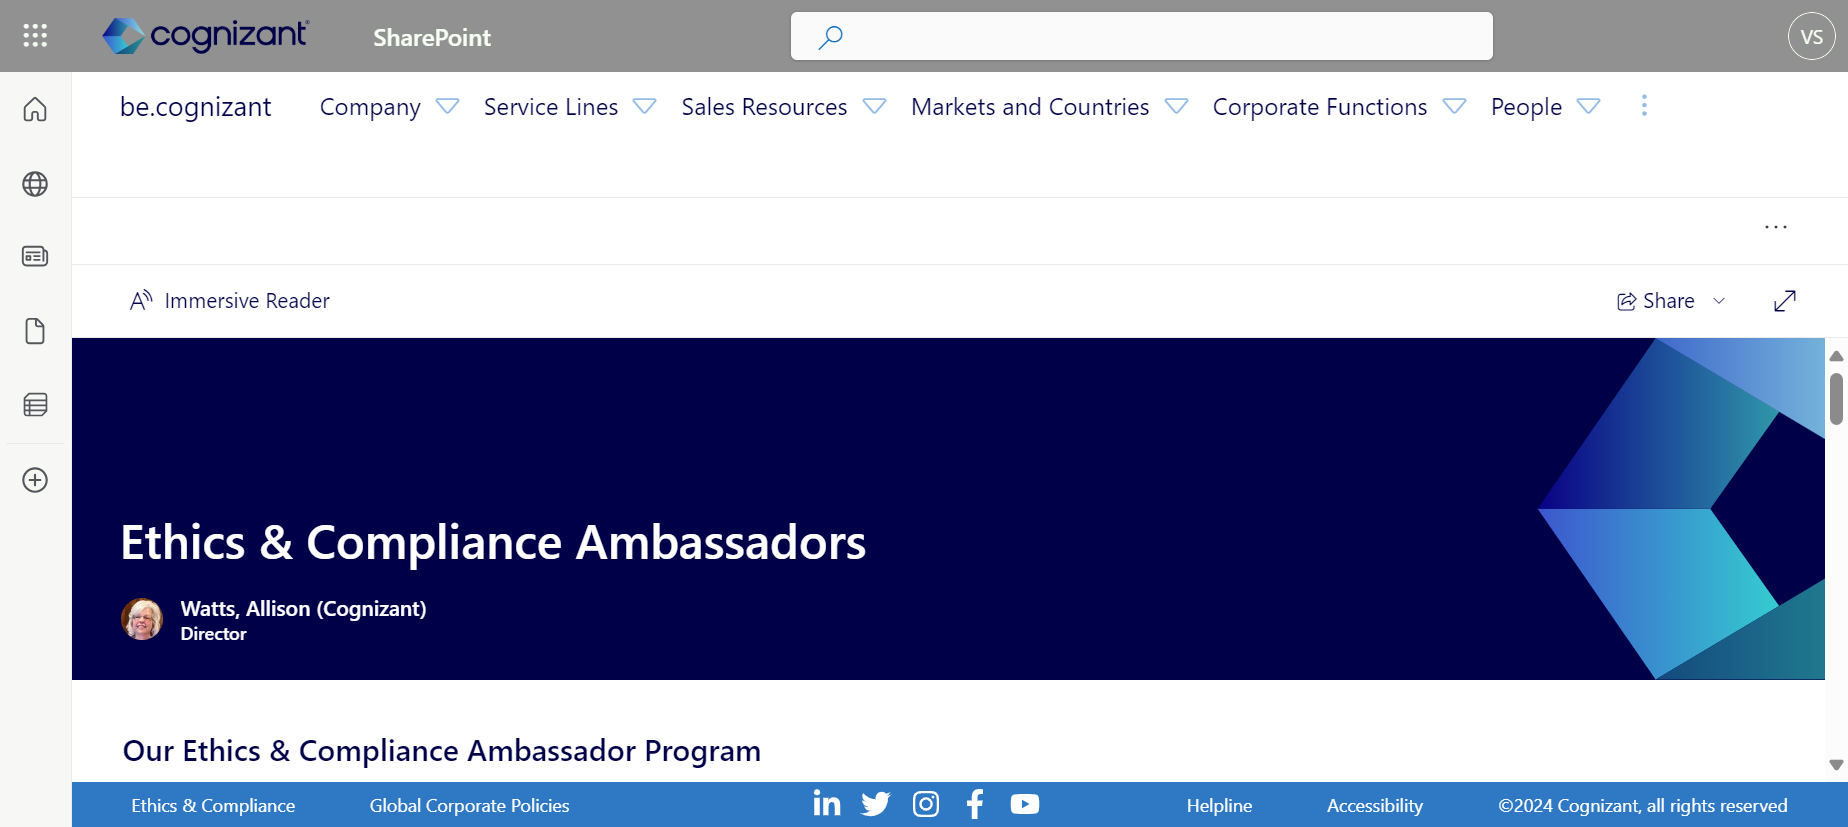 cognizant
SharePoint
VS
be.cognizant
Company
Service Lines
Sales Resources
Markets and Countries
Corporate Functions
People
Immersive Reader
Share
Ethics & Compliance Ambassadors
Watts, Allison (Cognizant)
Director
Our Ethics & Compliance Ambassador Program
Ethics & Compliance
Global Corporate Policies
Helpline
Accessibility
©2024 Cognizant, all rights reserved